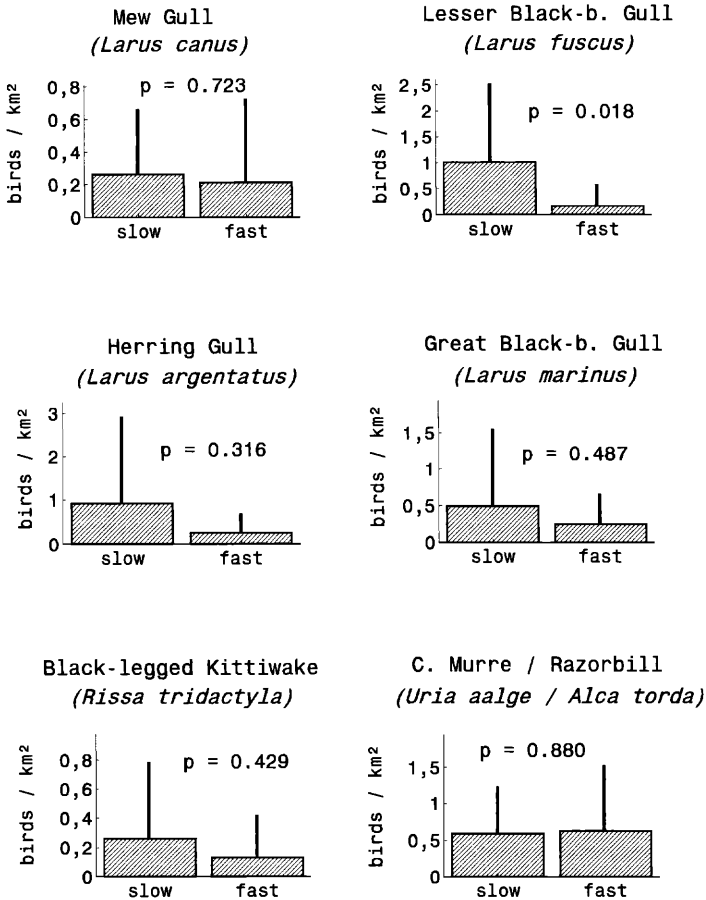 Mew Gull
(Larus canus)
birds / km²
0,8
0,6
0,4
0,2
0
p = 0.723
slow fast
Lesser Black-b. Gull
(Larus fuscus)
birds / km²
2,5
2
1,5
1
0,5
0
p = 0.018
slow fast
Herring Gull
(Larus argentatus)
birds / km²
3
2
1
0
p = 0.316
slow fast
Great Black-b. Gull
(Larus marinus)
birds / km²
1,5
1
0,5
0
p = 0.487
slow fast
Black-legged Kittiwake
(Rissa tridactyla)
birds / km²
0,8
0,6
0,4
0,2
0
p = 0.429
slow fast
C. Murre / Razorbill
(Uria aalge / Alca torda)
birds / km²
1,5
1
0,5
0
p = 0.880
slow fast